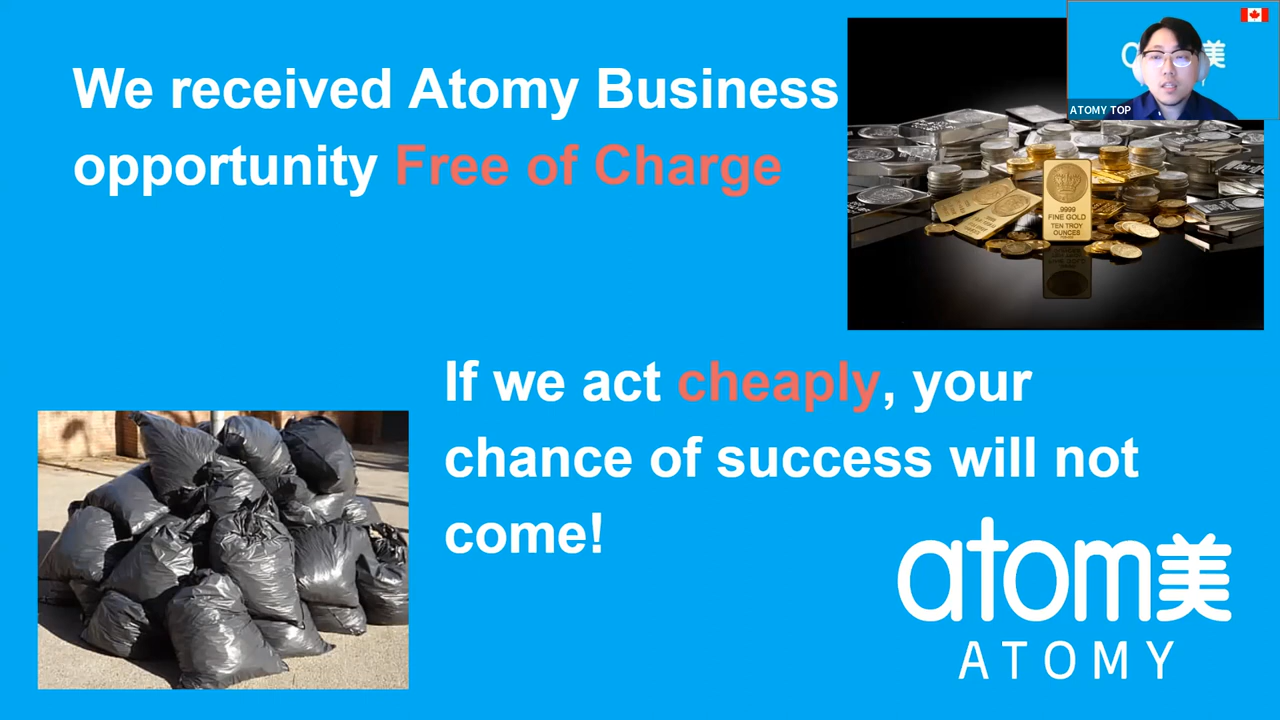 We received Atomy Business
opportunity Free of Charge
ATOMY TOP
.9999
FINE GOLD
TEN TROY
OUNCES
If we act cheaply, your
chance of success will not
come!
atom美
ATOMY